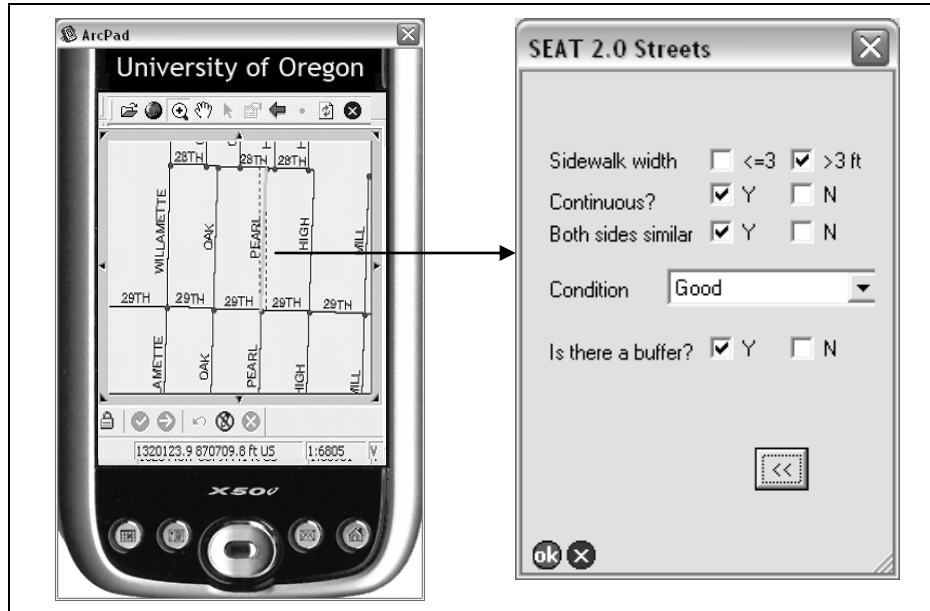 ArcPad
University of Oregon
28TH 28TH 28TH
WILLAMETTE
OAK
PEARL
HIGH
MILL
29TH 29TH 29TH 29TH 29TH
AMETTE
OAK
PEARL
HIGH
MILL
1320123.9 870709.8 ft US 1:6805 V
X50v
SEAT 2.0 Streets
Sidewalk width <=3 >3 ft
Continuous? Y N
Both sides similar Y N
Condition Good
Is there a buffer? Y N
<<
ok